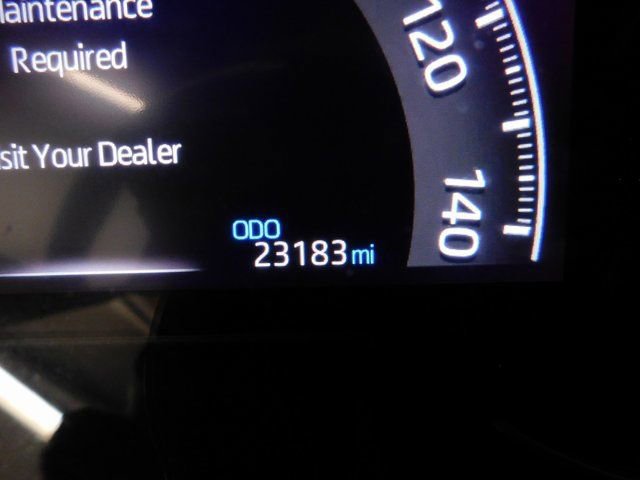 aintenance
Required
sit Your Dealer
120
140
ODO
23183 mi